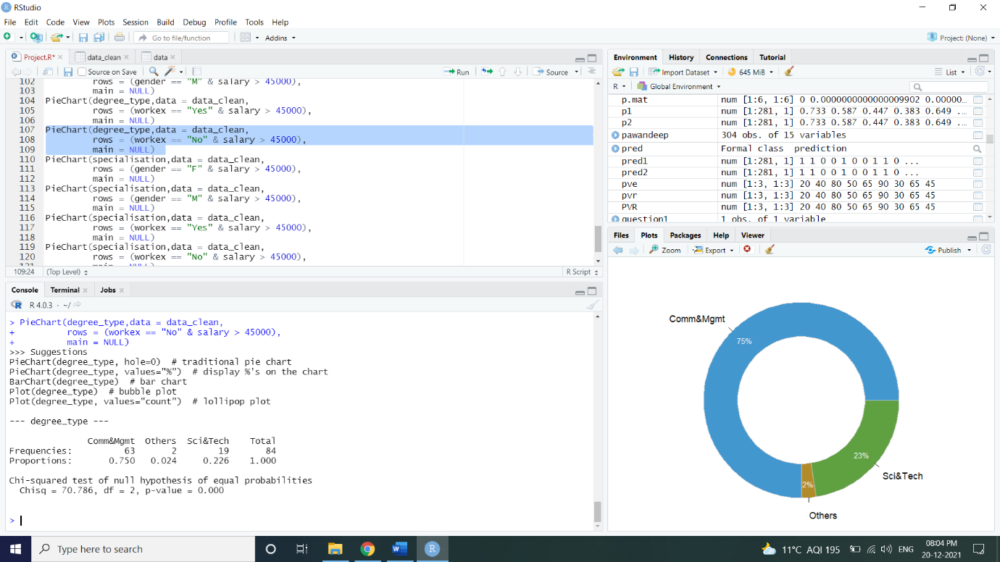 RStudio
File Edit Code View Plots Session Build Debug Profile Tools Help
Go to file/function Addins Project: (None)
Project.R* data_clean data
Source on Save Run Source
102 rows = (gender == "M" & salary > 45000),
103 main = NULL)
104 PieChart(degree_type,data = data_clean,
105 rows = (workex == "Yes" & salary > 45000),
106 main = NULL)
107 PieChart(degree_type,data = data_clean,
108 rows = (workex == "No" & salary > 45000),
109 main = NULL)
110 PieChart(specialisation,data = data_clean,
111 rows = (gender == "F" & salary > 45000),
112 main = NULL)
113 PieChart(specialisation,data = data_clean,
114 rows = (gender == "M" & salary > 45000),
115 main = NULL)
116 PieChart(specialisation,data = data_clean,
117 rows = (workex == "Yes" & salary > 45000),
118 main = NULL)
119 PieChart(specialisation,data = data_clean,
120 rows = (workex == "No" & salary > 45000),
121 main = NULL)
109:24 (Top Level) R Script
Console Terminal Jobs
R 4.0.3 · ~/
> PieChart(degree_type,data = data_clean,
+ rows = (workex == "No" & salary > 45000),
+ main = NULL)
>>> Suggestions
PieChart(degree_type, hole=0) # traditional pie chart
PieChart(degree_type, values="%") # display %'s on the chart
BarChart(degree_type) # bar chart
Plot(degree_type) # bubble plot
Plot(degree_type, values="count") # lollipop plot
--- degree_type ---
Comm&Mgmt Others Sci&Tech Total
Frequencies: 63 2 19 84
Proportions: 0.750 0.024 0.226 1.000
Chi-squared test of null hypothesis of equal probabilities
Chisq = 70.786, df = 2, p-value = 0.000
>
Environment History Connections Tutorial
Import Dataset 645 MiB List
R Global Environment
p.mat num [1:6, 1:6] 0 0.0000000000000009902 0.00000...
p1 num [1:281, 1] 0.733 0.587 0.447 0.383 0.649 ...
p2 num [1:281, 1] 0.733 0.587 0.447 0.383 0.649 ...
pawandeep 304 obs. of 15 variables
pred Formal class prediction
pred1 num [1:281, 1] 1 1 0 0 1 0 0 1 1 0 ...
pred2 num [1:281, 1] 1 1 0 0 1 0 0 1 1 0 ...
pve num [1:3, 1:3] 20 40 80 50 65 90 30 65 45
pvr num [1:3, 1:3] 20 40 80 50 65 90 30 65 45
PVR num [1:3, 1:3] 20 40 80 50 65 90 30 65 45
question1 1 obs. of 1 variable
Files Plots Packages Help Viewer
Zoom Export Publish
Comm&Mgmt
75%
23%
Sci&Tech
2%
Others
Type here to search
11°C AQI 195 ENG
08:04 PM
20-12-2021